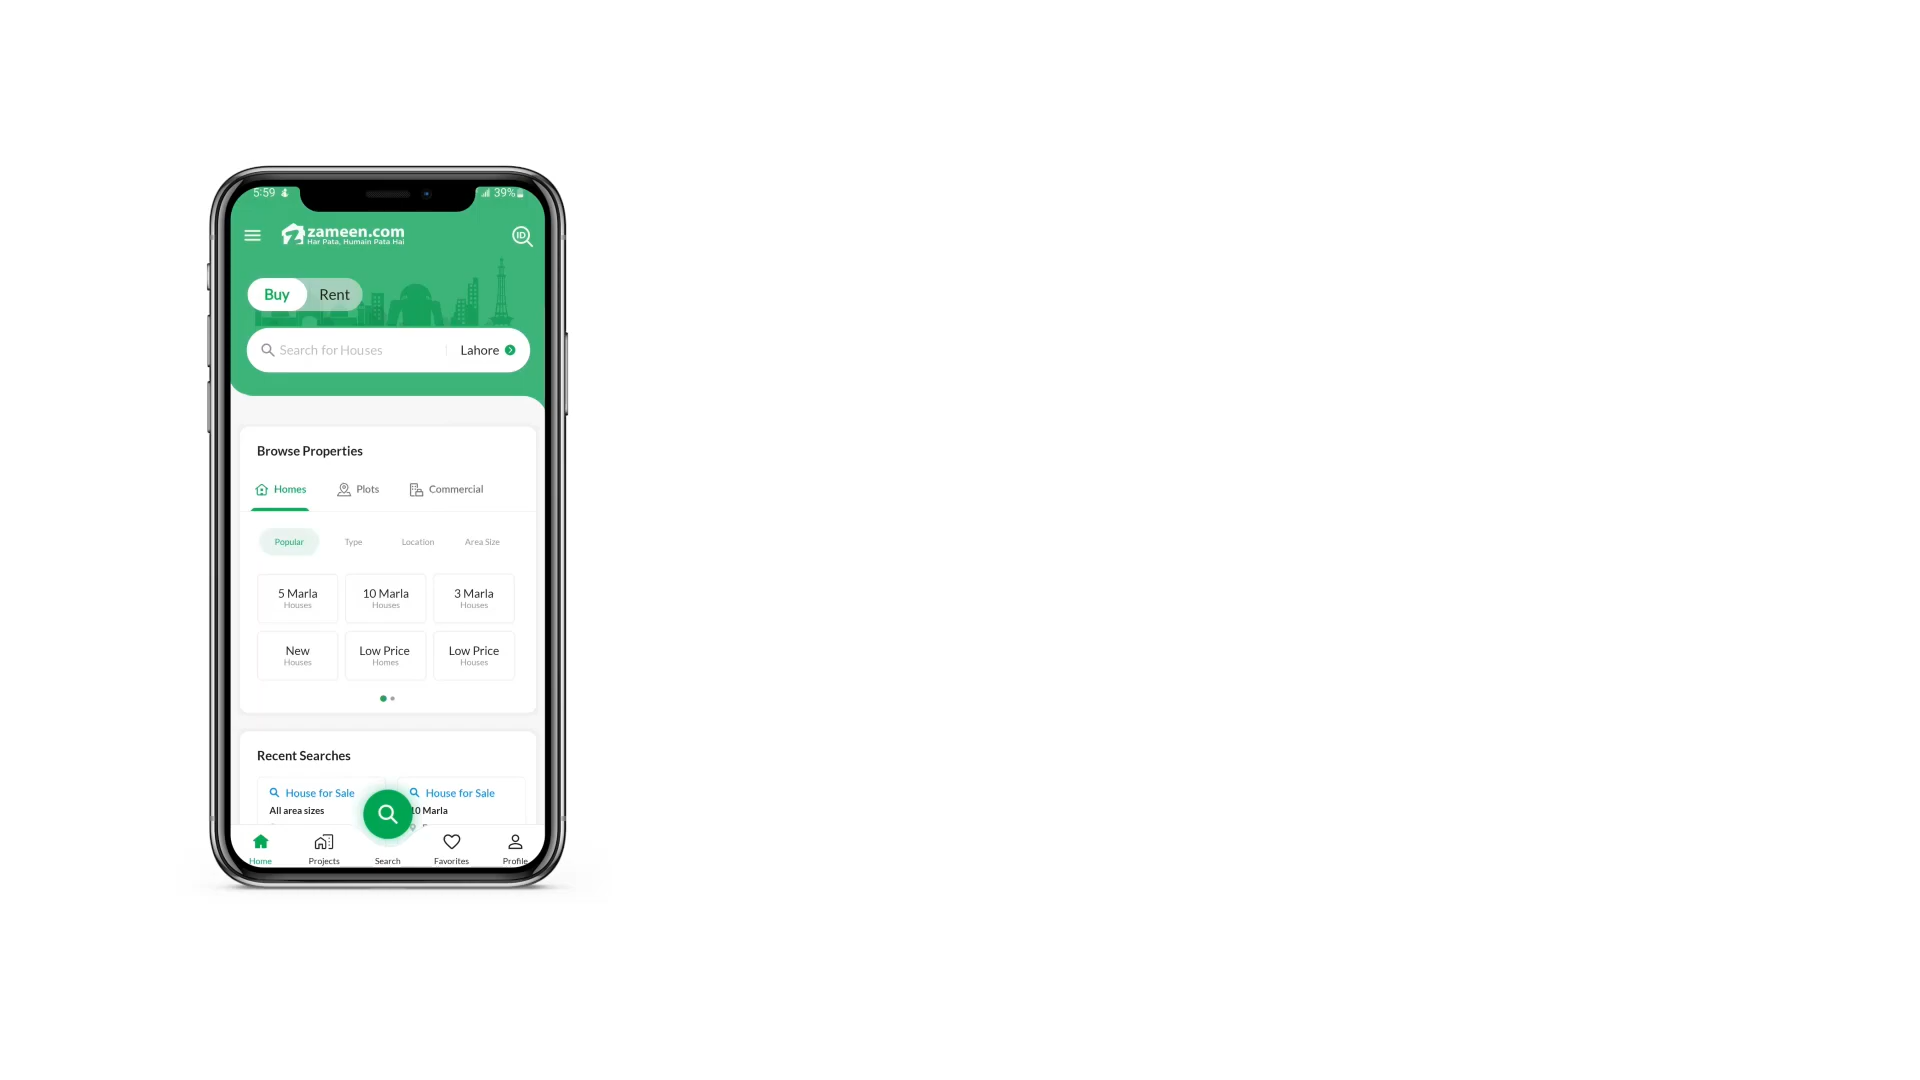 5:59
39%
zameen.com
Har Pata, Humain Pata Hai
ID
Buy Rent
Search for Houses Lahore
Browse Properties
Homes Plots Commercial
Popular Type Location Area Size
5 Marla 10 Marla 3 Marla
Houses Houses Houses
New Low Price Low Price
Houses Homes Houses
Recent Searches
House for Sale House for Sale
All area sizes 10 Marla
Home Projects Search Favorites Profile